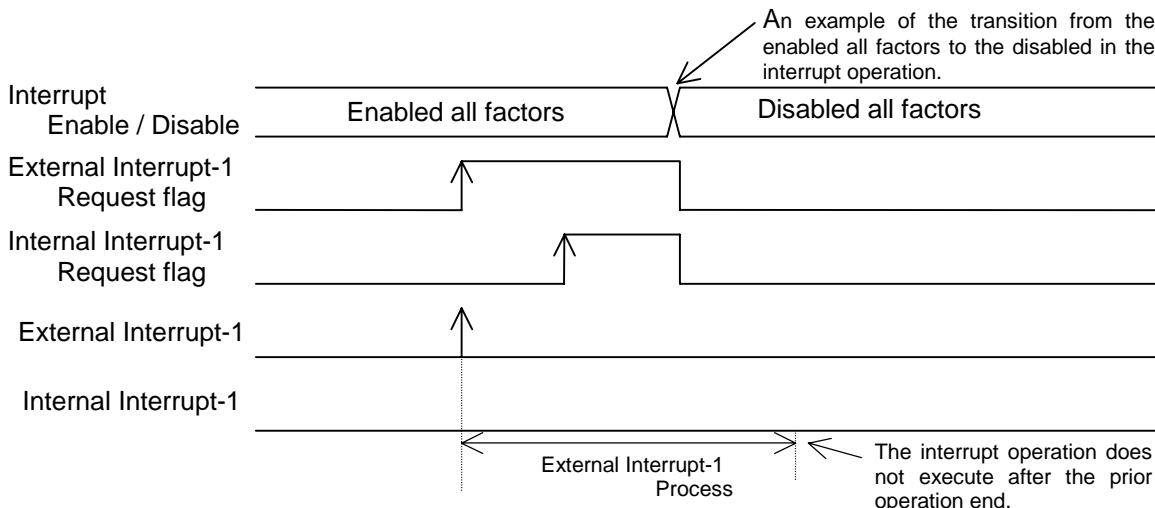 An example of the transition from the
enabled all factors to the disabled in the
interrupt operation.
Interrupt
Enable / Disable
Enabled all factors
Disabled all factors
External Interrupt-1
Request flag
Internal Interrupt-1
Request flag
External Interrupt-1
Internal Interrupt-1
External Interrupt-1
Process
The interrupt operation does
not execute after the prior
operation end.